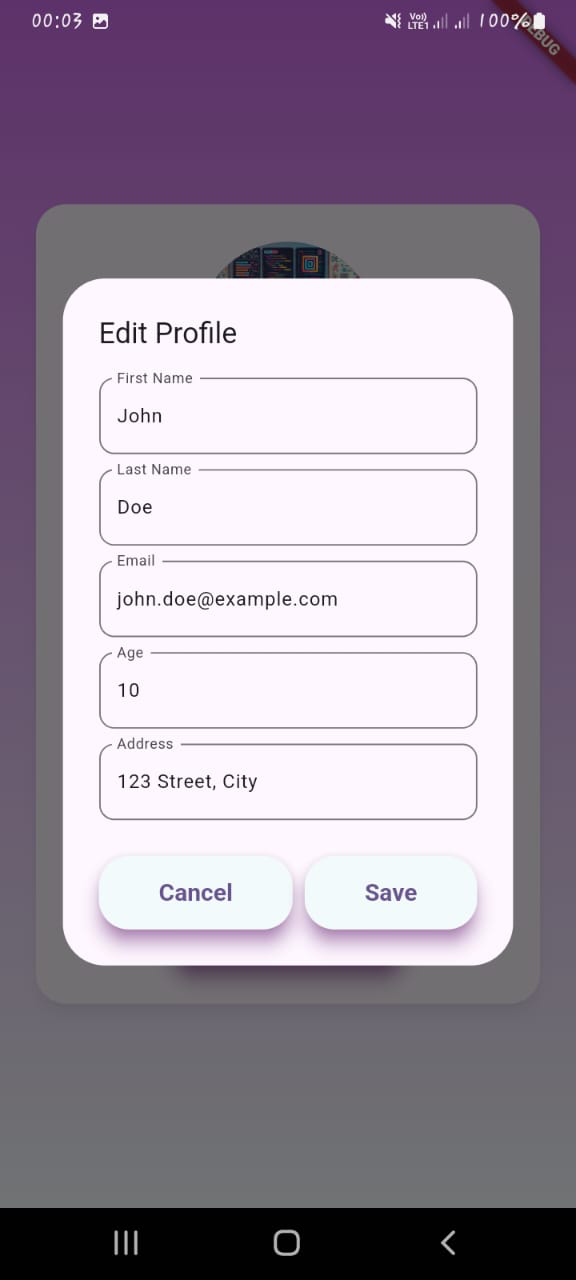 00:03 Vo) 100%
LTE1
DEBUG
Edit Profile
First Name
John
Last Name
Doe
Email
john.doe@example.com
Age
10
Address
123 Street, City
Cancel Save